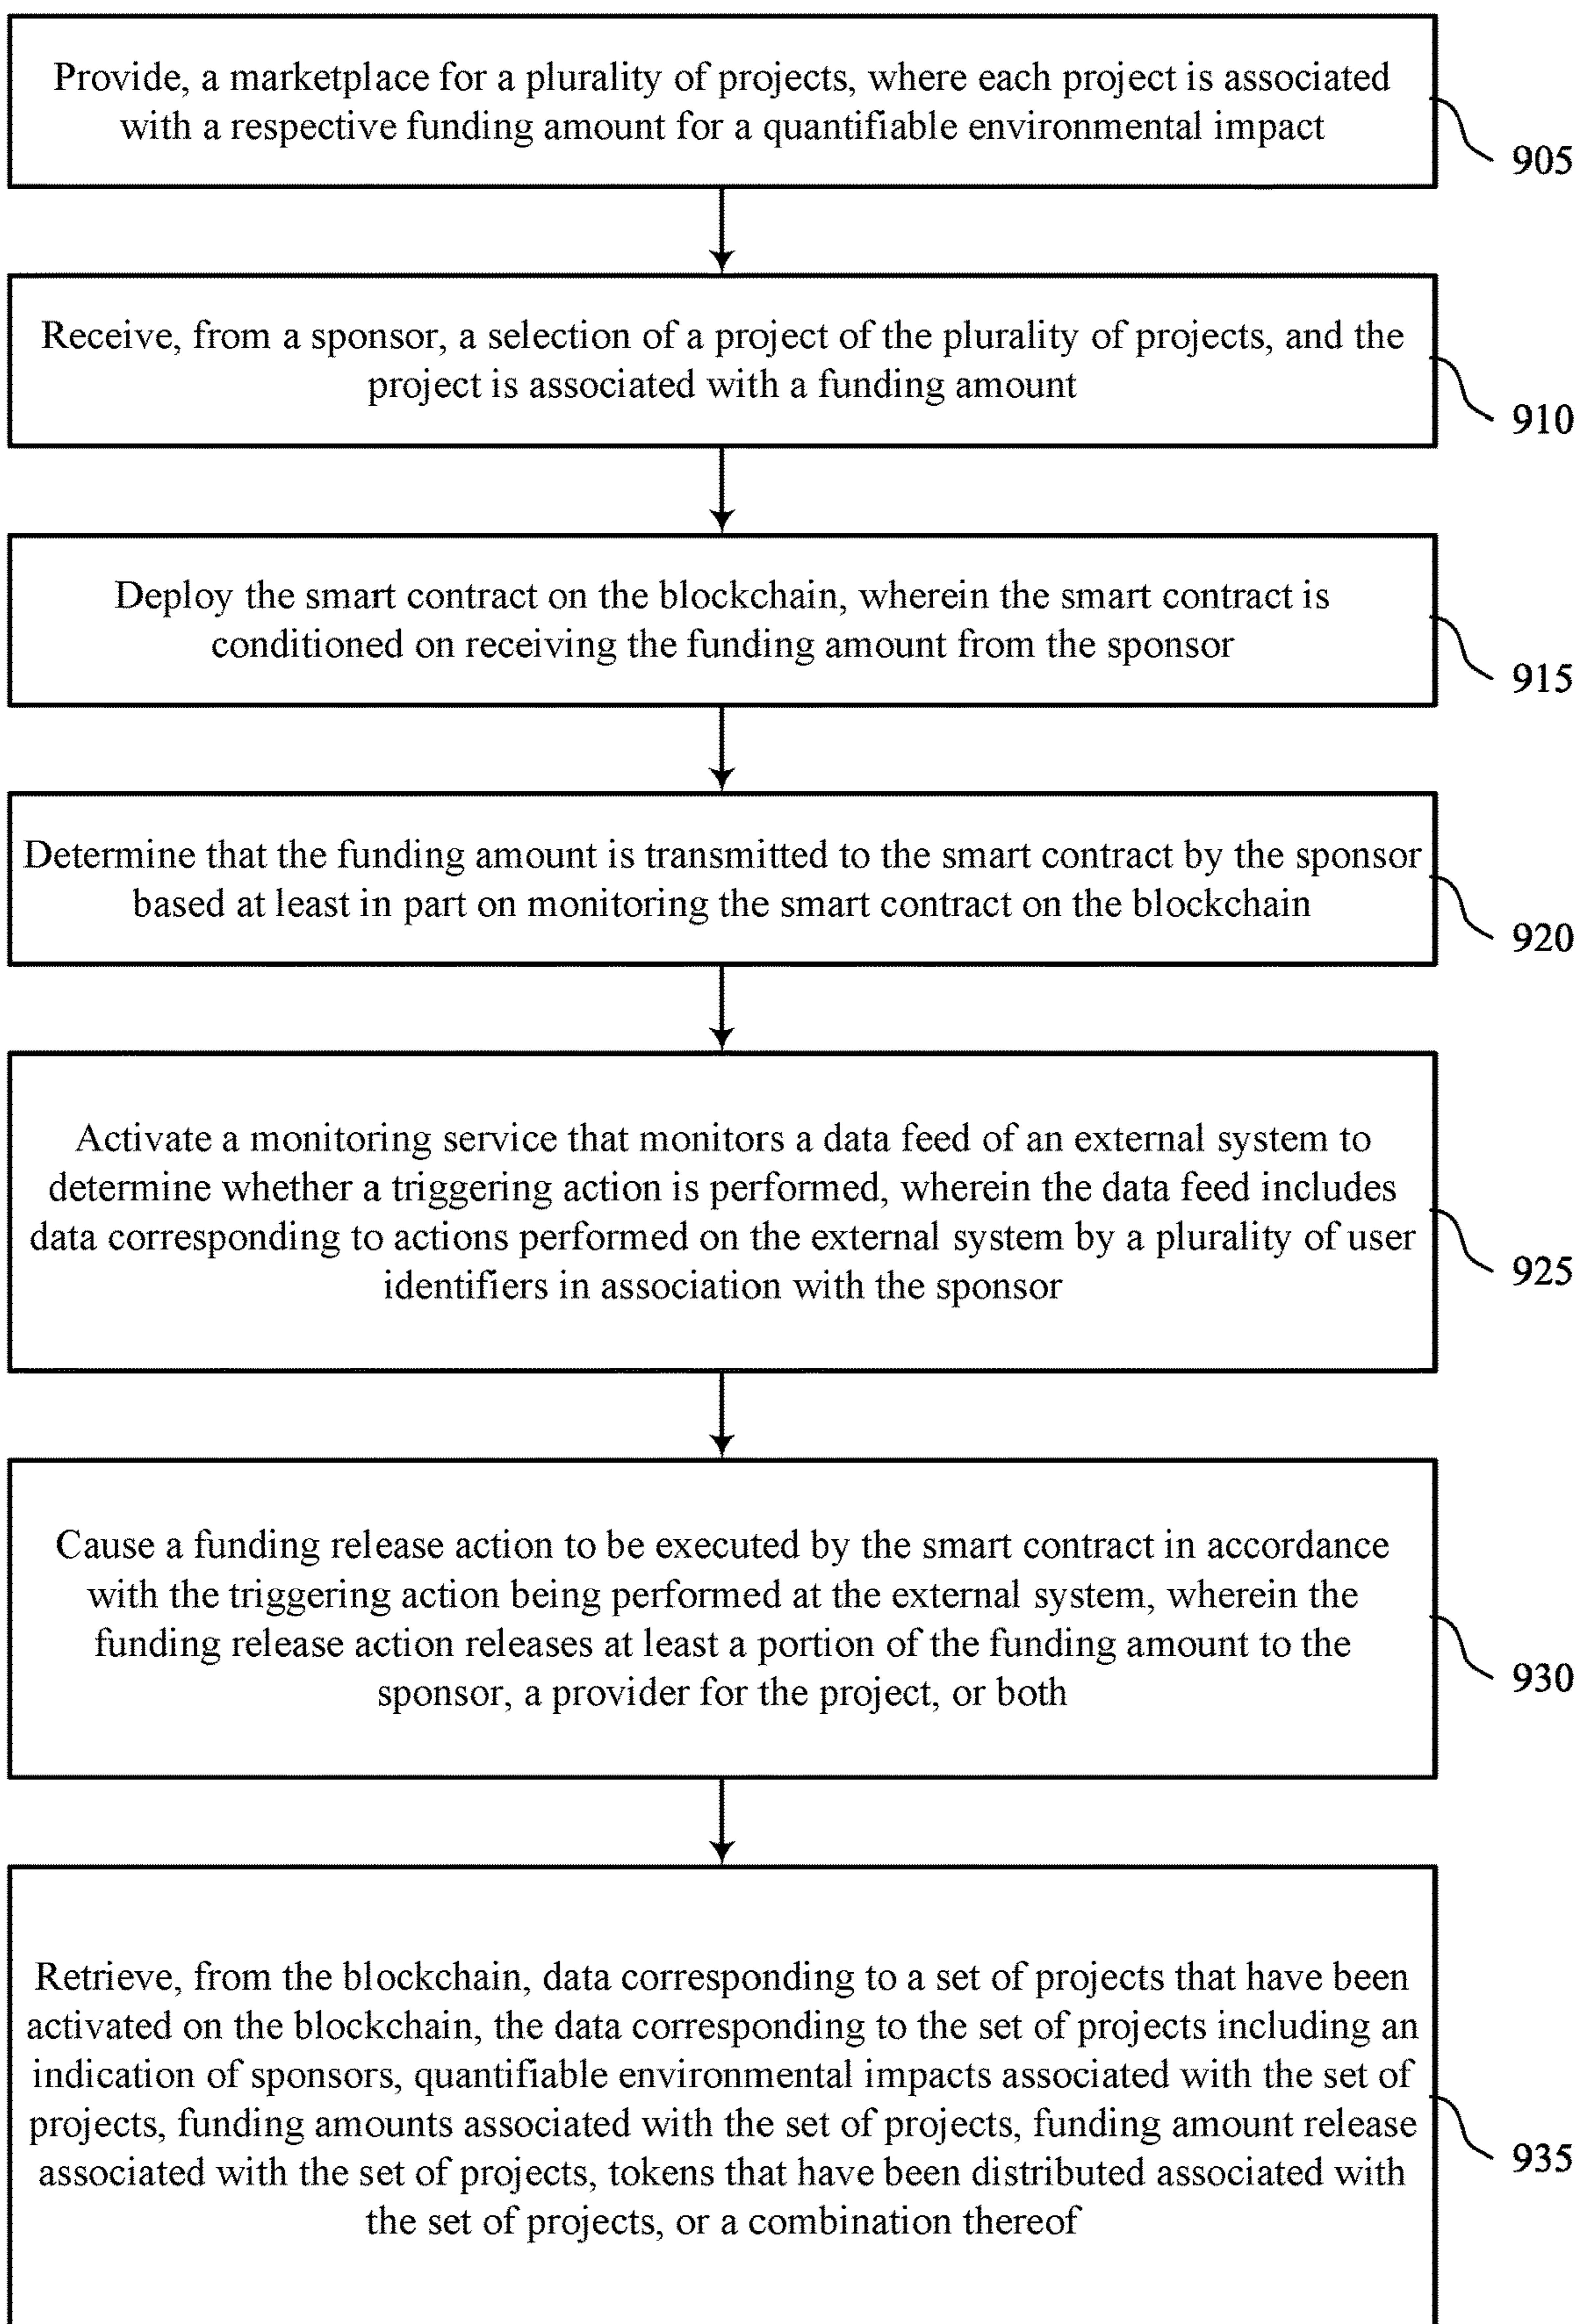 Provide, a marketplace for a plurality of projects, where each project is associated
with a respective funding amount for a quantifiable environmental impact
905
Receive, from a sponsor, a selection of a project of the plurality of projects, and the
project is associated with a funding amount
910
Deploy the smart contract on the blockchain, wherein the smart contract is
conditioned on receiving the funding amount from the sponsor
915
Determine that the funding amount is transmitted to the smart contract by the sponsor
based at least in part on monitoring the smart contract on the blockchain
920
Activate a monitoring service that monitors a data feed of an external system to
determine whether a triggering action is performed, wherein the data feed includes
data corresponding to actions performed on the external system by a plurality of user
identifiers in association with the sponsor
925
Cause a funding release action to be executed by the smart contract in accordance
with the triggering action being performed at the external system, wherein the
funding release action releases at least a portion of the funding amount to the
sponsor, a provider for the project, or both
930
Retrieve, from the blockchain, data corresponding to a set of projects that have been
activated on the blockchain, the data corresponding to the set of projects including an
indication of sponsors, quantifiable environmental impacts associated with the set of
projects, funding amounts associated with the set of projects, funding amount release
associated with the set of projects, tokens that have been distributed associated with
the set of projects, or a combination thereof
935